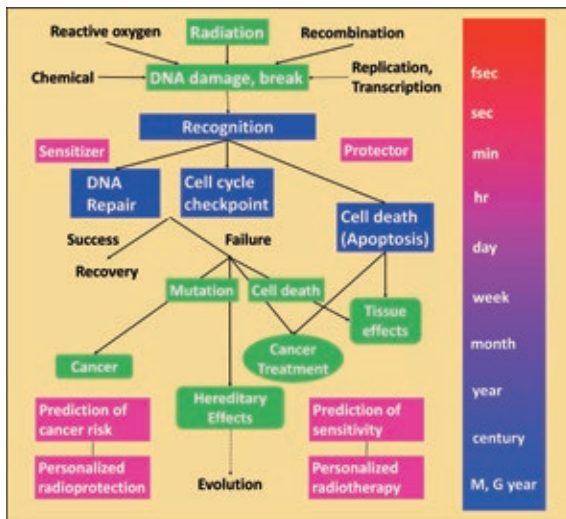 Reactive oxygen
Radiation
Recombination
Chemical
DNA damage, break
Replication,
Transcription
Recognition
Sensitizer
Protector
DNA
Repair
Cell cycle
checkpoint
Cell death
(Apoptosis)
Success
Failure
Recovery
Mutation
Cell death
Tissue
effects
Cancer
Cancer
Treatment
Hereditary
Effects
Prediction of
cancer risk
Prediction of
sensitivity
Personalized
radioprotection
Evolution
Personalized
radiotherapy
fsec
sec
min
hr
day
week
month
year
century
M, G year